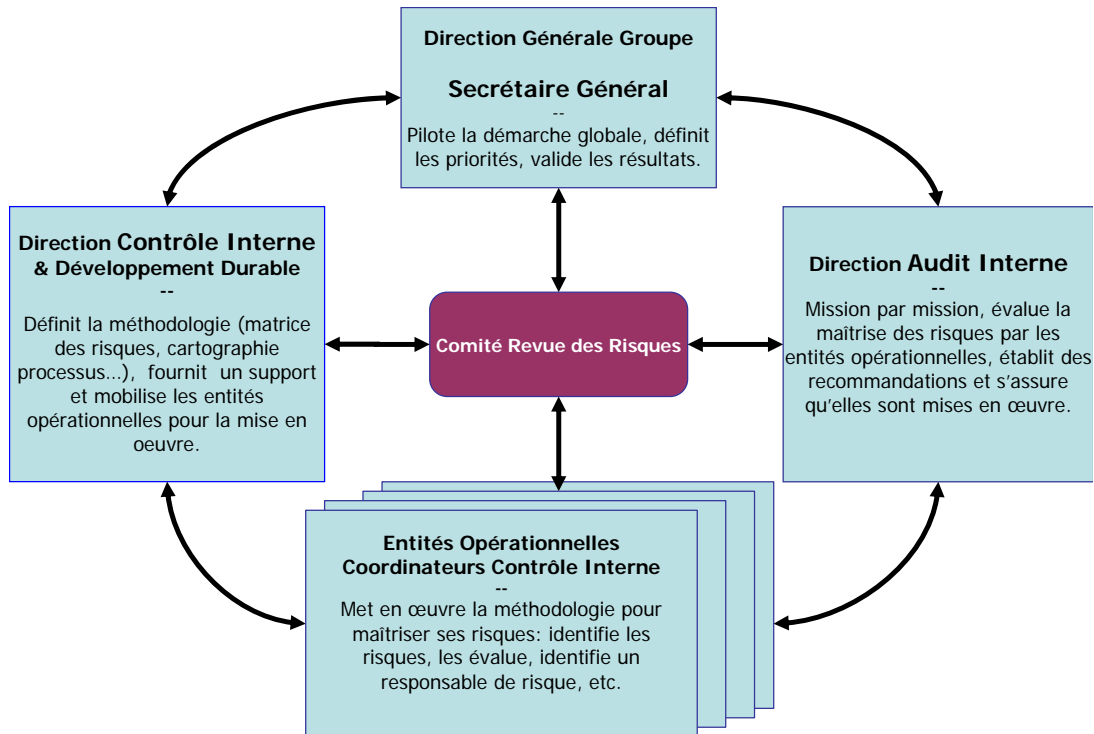 Direction Générale Groupe
Secrétaire Général
--
Pilote la démarche globale, définit
les priorités, valide les résultats.
Direction Contrôle Interne
& Développement Durable
--
Définit la méthodologie (matrice
des risques, cartographie
processus...), fournit un support
et mobilise les entités
opérationnelles pour la mise en
oeuvre.
Comité Revue des Risques
Direction Audit Interne
--
Mission par mission, évalue la
maîtrise des risques par les
entités opérationnelles, établit des
recommandations et s'assure
qu'elles sont mises en œuvre.
Entités Opérationnelles
Coordinateurs Contrôle Interne
--
Met en œuvre la méthodologie pour
maîtriser ses risques: identifie les
risques, les évalue, identifie un
responsable de risque, etc.